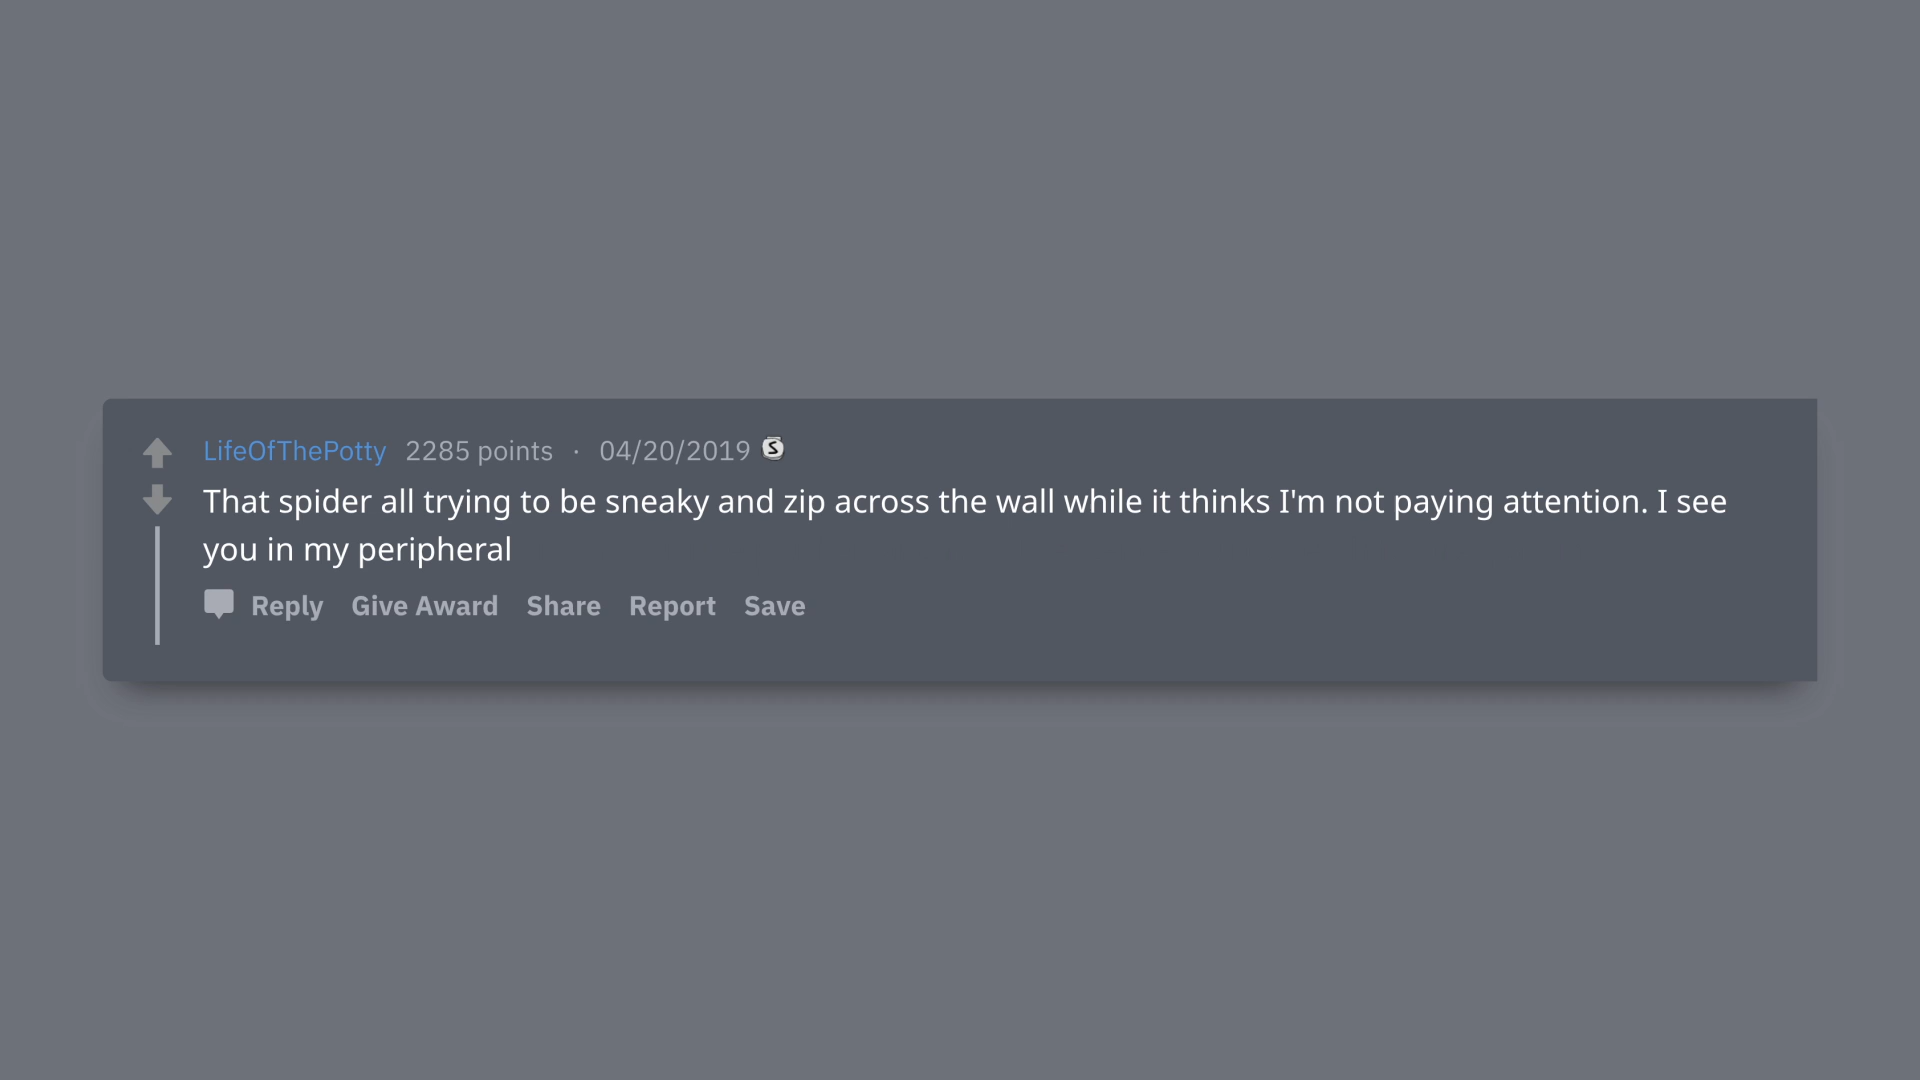 LifeOfThePotty 2285 points · 04/20/2019 S
That spider all trying to be sneaky and zip across the wall while it thinks I'm not paying attention. I see
you in my peripheral
Reply Give Award Share Report Save